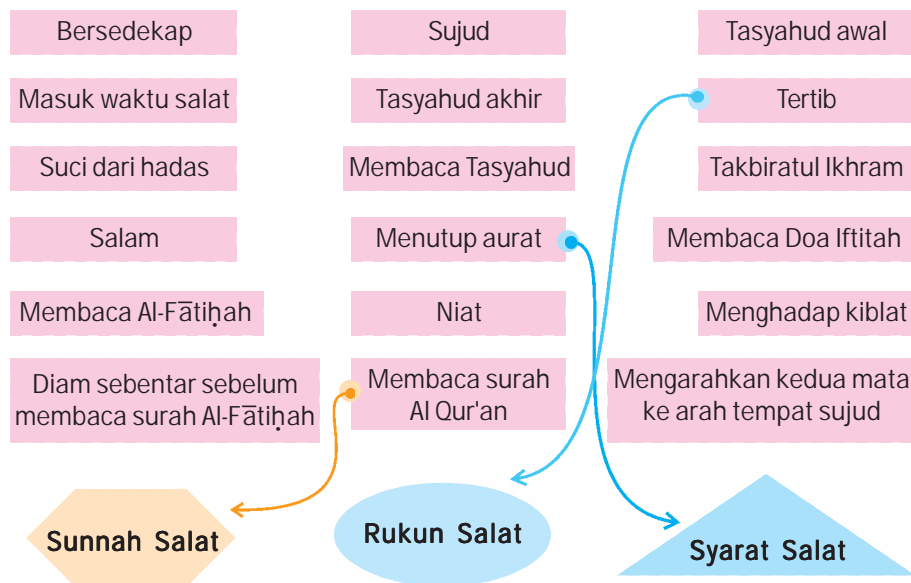 Bersedekap
Sujud
Tasyahud awal
Masuk waktu salat
Tasyahud akhir
Tertib
Suci dari hadas
Membaca Tasyahud
Takbiratul Ikhram
Salam
Menutup aurat
Membaca Doa Iftitah
Membaca Al-Fātiḥah
Niat
Menghadap kiblat
Diam sebentar sebelum
membaca surah Al-Fātiḥah
Membaca surah
Al Qur'an
Mengarahkan kedua mata
ke arah tempat sujud
Sunnah Salat
Rukun Salat
Syarat Salat